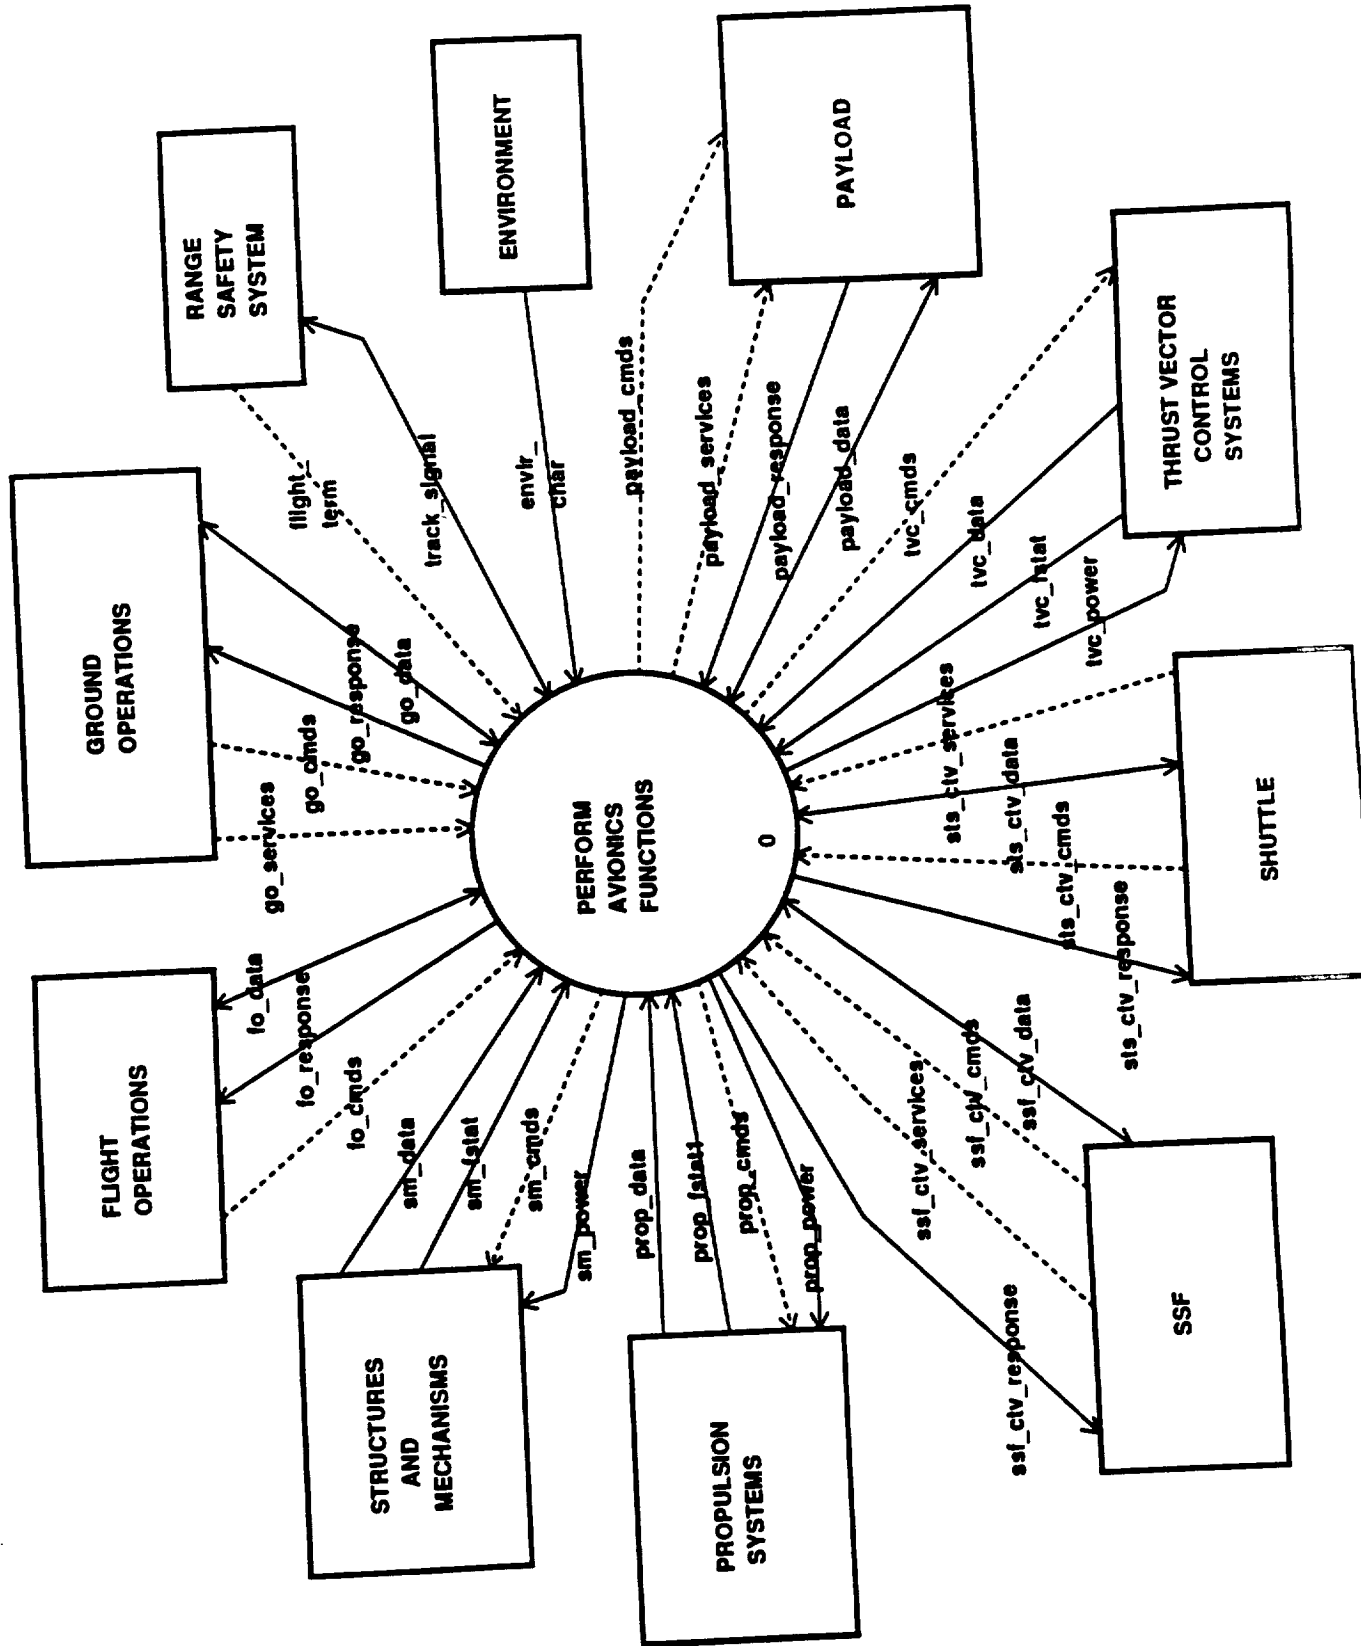 FLIGHT
OPERATIONS
GROUND
OPERATIONS
RANGE
SAFETY
SYSTEM
ENVIRONMENT
PAYLOAD
THRUST VECTOR
CONTROL
SYSTEMS
SHUTTLE
SSF
PROPULSION
SYSTEMS
STRUCTURES
AND
MECHANISMS
PERFORM
AVIONICS
FUNCTIONS
0
fo_data
fo_response
fo_cmds
go_services
go_cmds
go_response
go_data
flight_
term
track_signal
envir_
char
payload_cmds
payload_services
payload_response
payload_data
tvc_cmds
tvc_data
tvc_fstat
tvc_power
sts_ctv_services
sts_ctv_data
sts_ctv_cmds
sts_ctv_response
ssf_ctv_data
ssf_ctv_cmds
ssf_ctv_services
ssf_ctv_response
prop_power
prop_cmds
prop_fstat1
prop_data
sm_power
sm_cmds
sm_fstat
sm_data